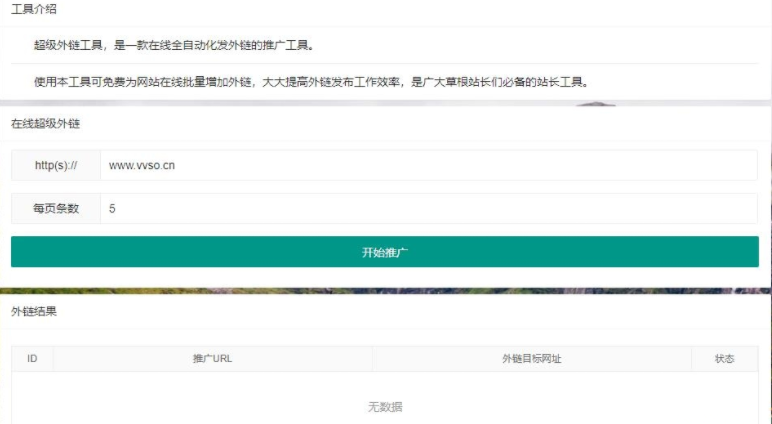 工具介绍
超级外链工具，是一款在线全自动化发外链的推广工具。
使用本工具可免费为网站在线批量增加外链，大大提高外链发布工作效率，是广大草根站长们必备的站长工具。
在线超级外链
http(s):// www.vvso.cn
每页条数 5
开始推广
外链结果
ID 推广URL 外链目标网址 状态
无数据